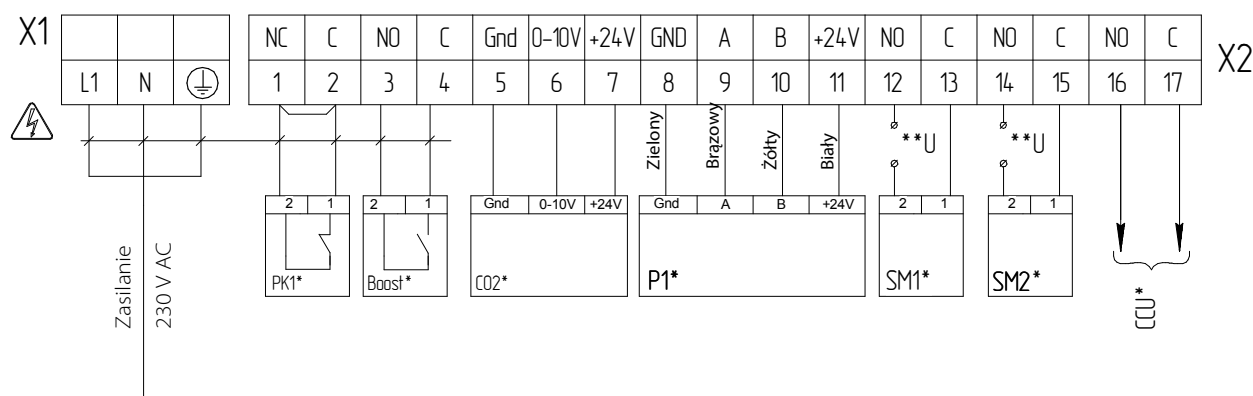 X1
NC C NO C Gnd 0-10V +24V GND A B +24V NO C NO C NO C
L1 N 1 2 3 4 5 6 7 8 9 10 11 12 13 14 15 16 17
X2
Zielony Brązowy Żółty Biały
**U **U
2 1 2 1 Gnd 0-10V +24V Gnd A B +24V 2 1 2 1
PK1* Boost* CO2* P1* SM1* SM2*
CCU*
Zasilanie
230 V AC